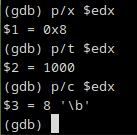 (gdb) p/x $edx
$1 = 0x8
(gdb) p/t $edx
$2 = 1000
(gdb) p/c $edx
$3 = 8 '\b'
(gdb)